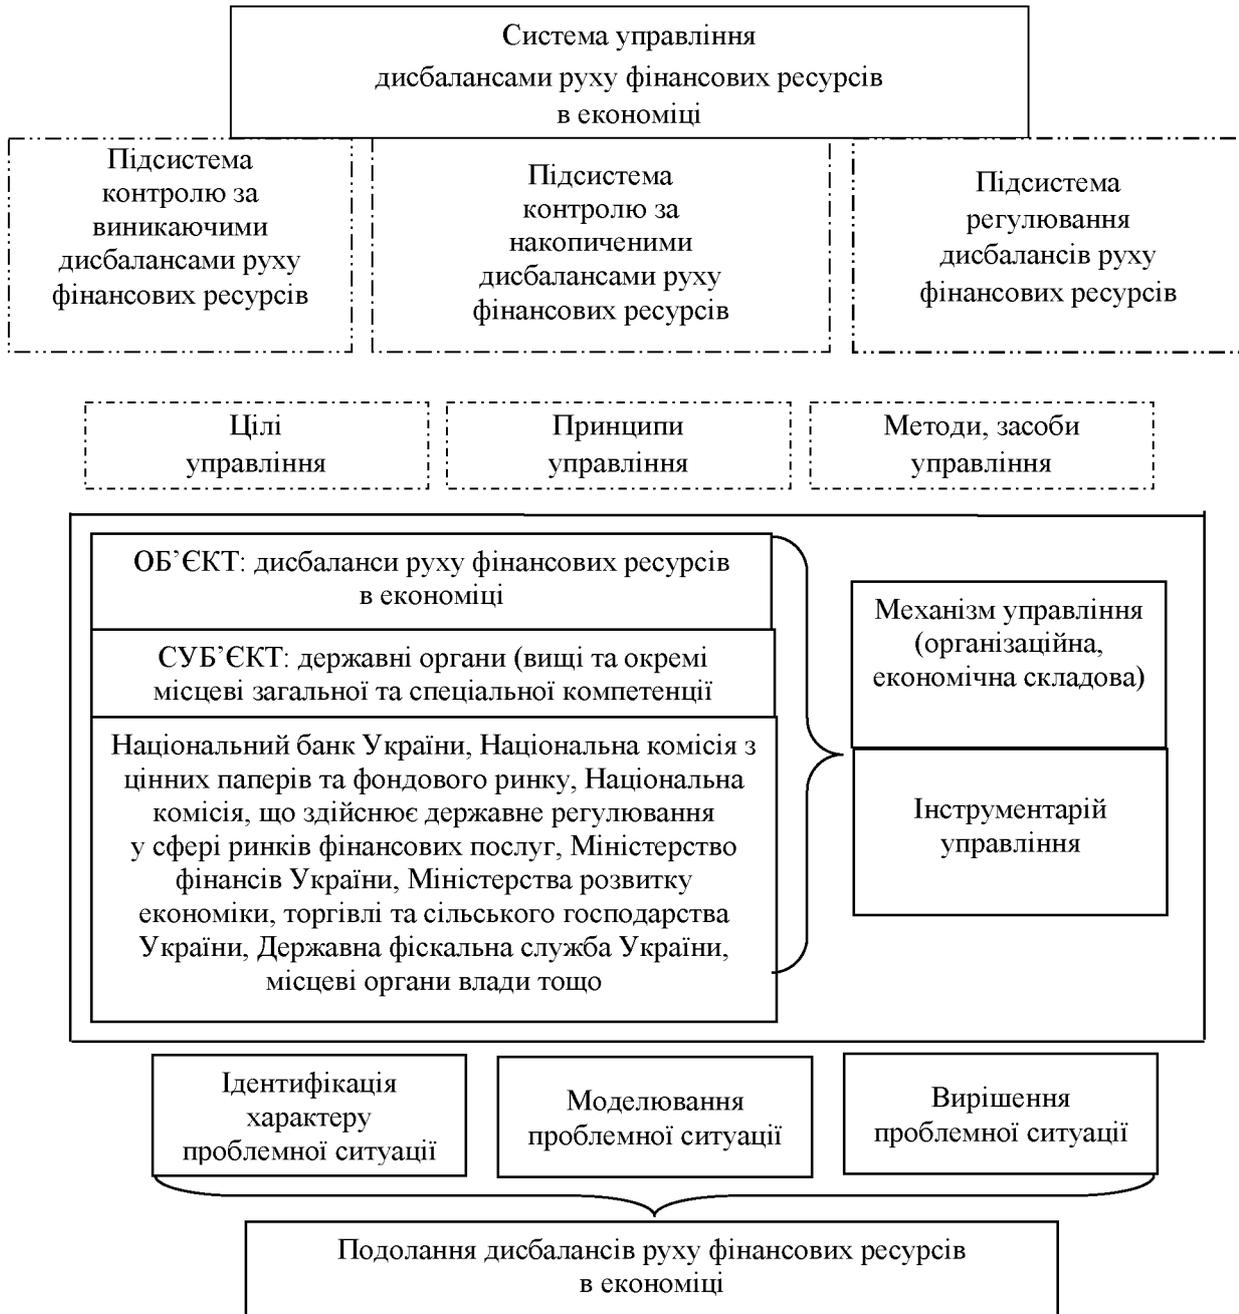 Система управління
дисбалансами руху фінансових ресурсів
в економіці
Підсистема
контролю за
виникаючими
дисбалансами руху
фінансових ресурсів
Підсистема
контролю за
накопиченими
дисбалансами руху
фінансових ресурсів
Підсистема
регулювання
дисбалансів руху
фінансових ресурсів
Цілі
управління
Принципи
управління
Методи, засоби
управління
ОБ’ЄКТ: дисбаланси руху фінансових ресурсів
в економіці
СУБ’ЄКТ: державні органи (вищі та окремі
місцеві загальної та спеціальної компетенції
Національний банк України, Національна комісія з
цінних паперів та фондового ринку, Національна
комісія, що здійснює державне регулювання
у сфері ринків фінансових послуг, Міністерство
фінансів України, Міністерства розвитку
економіки, торгівлі та сільського господарства
України, Державна фіскальна служба України,
місцеві органи влади тощо
Механізм управління
(організаційна,
економічна складова)
Інструментарій
управління
Ідентифікація
характеру
проблемної ситуації
Моделювання
проблемної ситуації
Вирішення
проблемної ситуації
Подолання дисбалансів руху фінансових ресурсів
в економіці